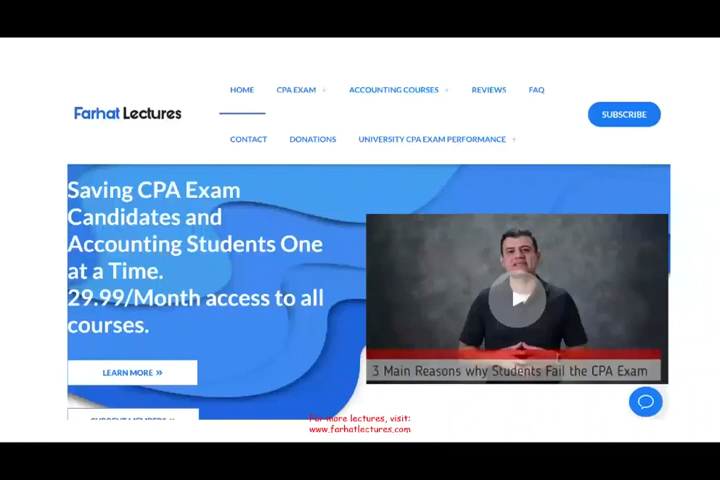 HOME CPA EXAM + ACCOUNTING COURSES + REVIEWS FAQ
Farhat Lectures
SUBSCRIBE
CONTACT DONATIONS UNIVERSITY CPA EXAM PERFORMANCE +
Saving CPA Exam
Candidates and
Accounting Students One
at a Time.
29.99/Month access to all
courses.
LEARN MORE »
3 Main Reasons why Students Fail the CPA Exam
CURRENT MEMBERS »
For more lectures, visit:
www.farhatlectures.com